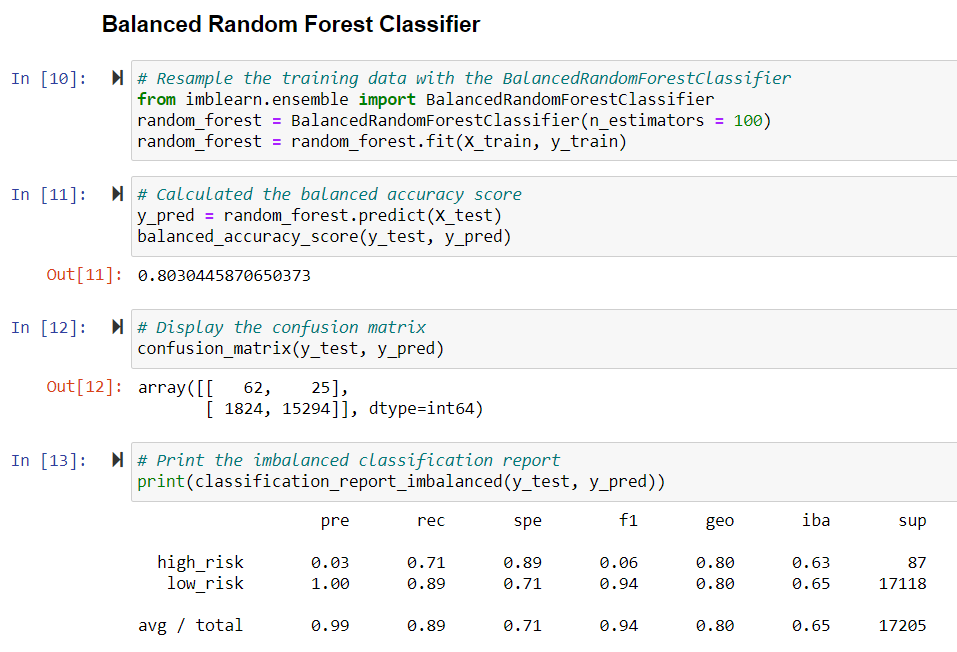 Balanced Random Forest Classifier
In [10]: # Resample the training data with the BalancedRandomForestClassifier
from imblearn.ensemble import BalancedRandomForestClassifier
random_forest = BalancedRandomForestClassifier(n_estimators = 100)
random_forest = random_forest.fit(X_train, y_train)
In [11]: # Calculated the balanced accuracy score
y_pred = random_forest.predict(X_test)
balanced_accuracy_score(y_test, y_pred)
Out[11]: 0.8030445870650373
In [12]: # Display the confusion matrix
confusion_matrix(y_test, y_pred)
Out[12]: array([[   62,    25],
       [ 1824, 15294]], dtype=int64)
In [13]: # Print the imbalanced classification report
print(classification_report_imbalanced(y_test, y_pred))
pre rec spe f1 geo iba sup
high_risk 0.03 0.71 0.89 0.06 0.80 0.63 87
low_risk 1.00 0.89 0.71 0.94 0.80 0.65 17118
avg / total 0.99 0.89 0.71 0.94 0.80 0.65 17205